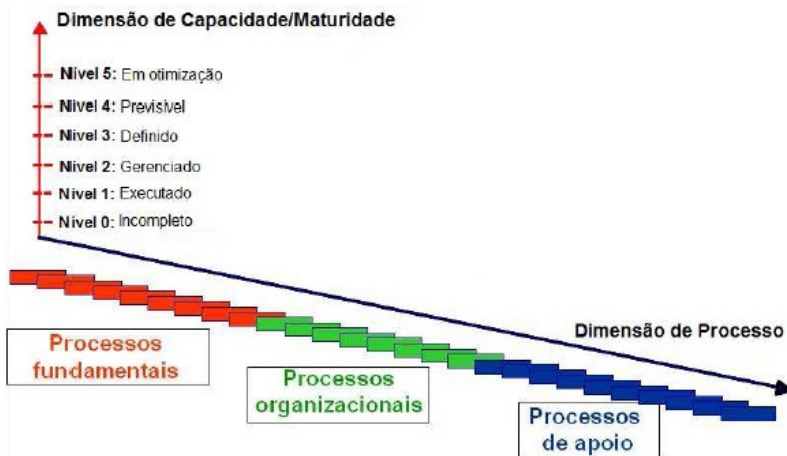 Dimensão de Capacidade/Maturidade
Nível 5: Em otimização
Nível 4: Previsível
Nível 3: Definido
Nível 2: Gerenciado
Nível 1: Executado
Nível 0: Incompleto
Dimensão de Processo
Processos
fundamentais
Processos
organizacionais
Processos
de apoio